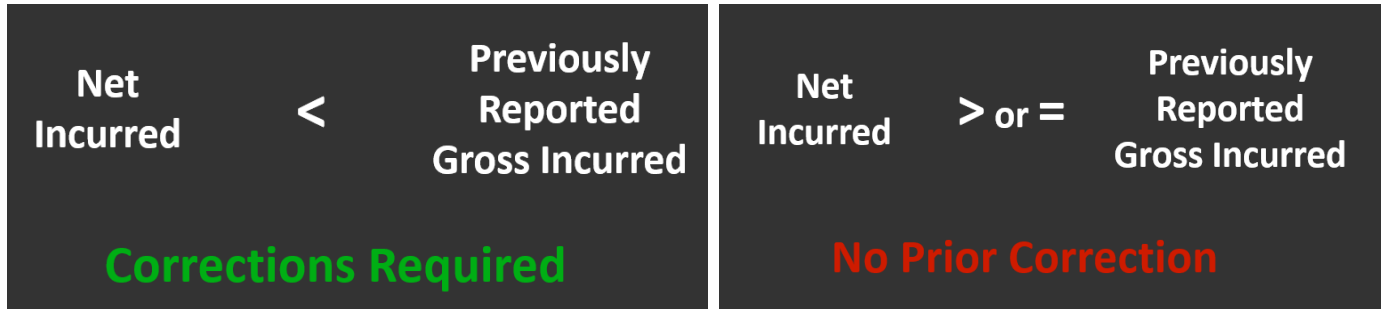 Net
Incurred
<
Previously
Reported
Gross Incurred
Corrections Required
Net
Incurred
> or =
Previously
Reported
Gross Incurred
No Prior Correction